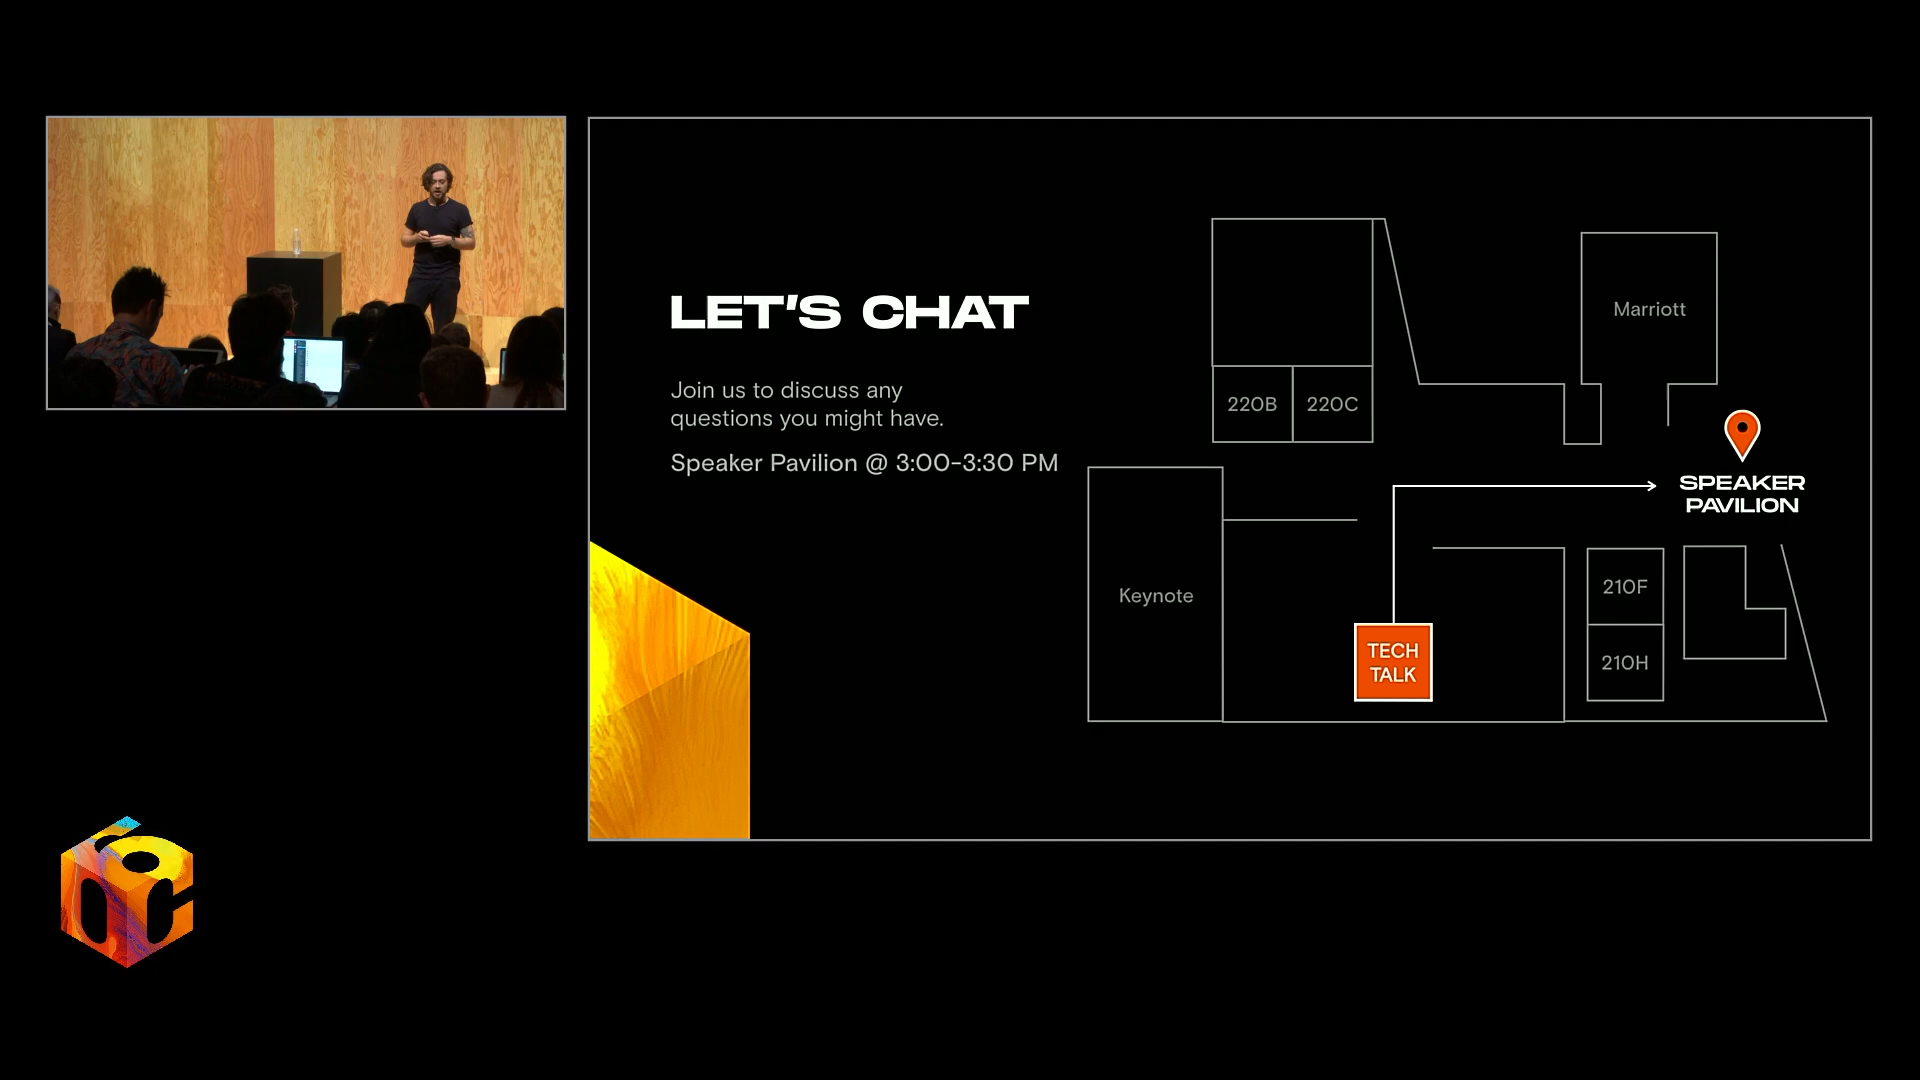 LET'S CHAT
Join us to discuss any
questions you might have.
Speaker Pavilion @ 3:00-3:30 PM
Marriott
220B
220C
SPEAKER
PAVILION
Keynote
210F
TECH
TALK
210H